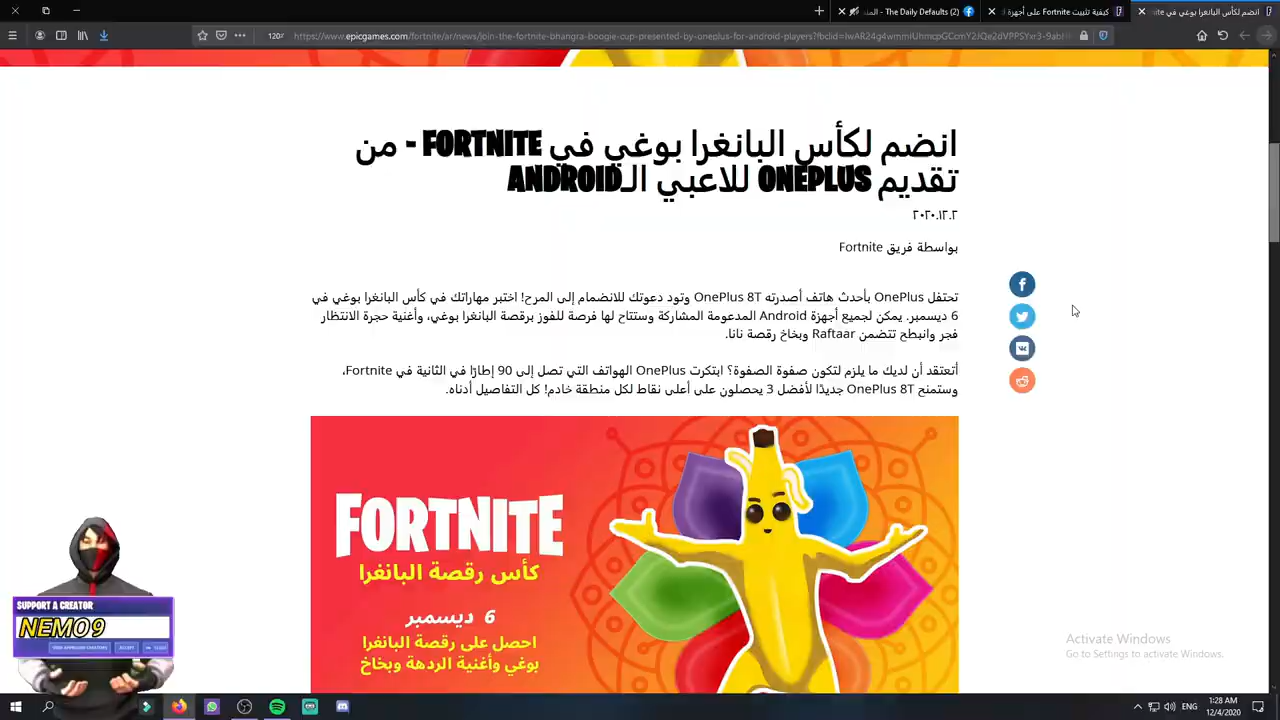 انضم لكأس البانغرا بوغي في
كيفية تثبيت Fortnite على أجهزة
(2) The Daily Defaults - المن
120%
https://www.epicgames.com/fortnite/ar/news/join-the-fortnite-bhangra-boogie-cup-presented-by-oneplus-for-android-players?fbclid=
انضم لكأس البانغرا بوغي في FORTNITE - من
تقديم ONEPLUS للاعبي الـANDROID
٢٠٢٠.١٢.٢
بواسطة فريق Fortnite
تحتفل OnePlus بأحدث هاتف أصدرته OnePlus 8T وتود دعوتك للانضمام إلى المرح! اختبر مهاراتك في كأس البانغرا بوغي في
6 ديسمبر. يمكن لجميع أجهزة Android المدعومة المشاركة وستتاح لها فرصة للفوز برقصة البانغرا بوغي، وأغنية حجرة الانتظار
فجر وانبطح تتضمن Raftaar وبخاخ رقصة نانا.
أتعتقد أن لديك ما يلزم لتكون صفوة الصفوة؟ ابتكرت OnePlus الهواتف التي تصل إلى 90 إطارًا في الثانية في Fortnite،
وستمنح OnePlus 8T جديدًا لأفضل 3 يحصلون على أعلى نقاط لكل منطقة خادم! كل التفاصيل أدناه.
FORTNITE
كأس رقصة البانغرا
6 ديسمبر
احصل على رقصة البانغرا
بوغي وأغنية الردهة وبخاخ
SUPPORT A CREATOR
NEMO9
ACCEPT
Activate Windows
Go to Settings to activate Windows.
ENG
1:28 AM
12/4/2020